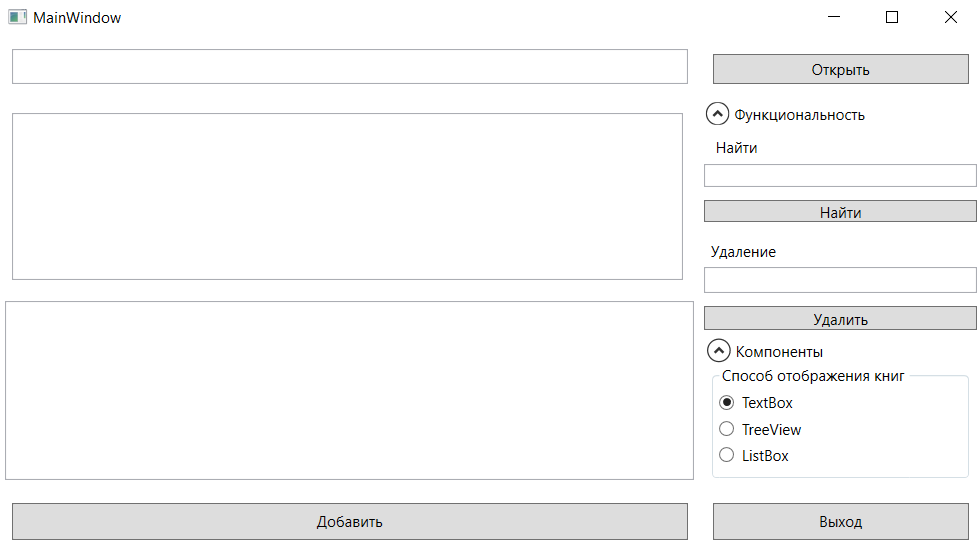 MainWindow
Открыть
Функциональность
Найти
Найти
Удаление
Удалить
Компоненты
Способ отображения книг
TextBox
TreeView
ListBox
Добавить
Выход